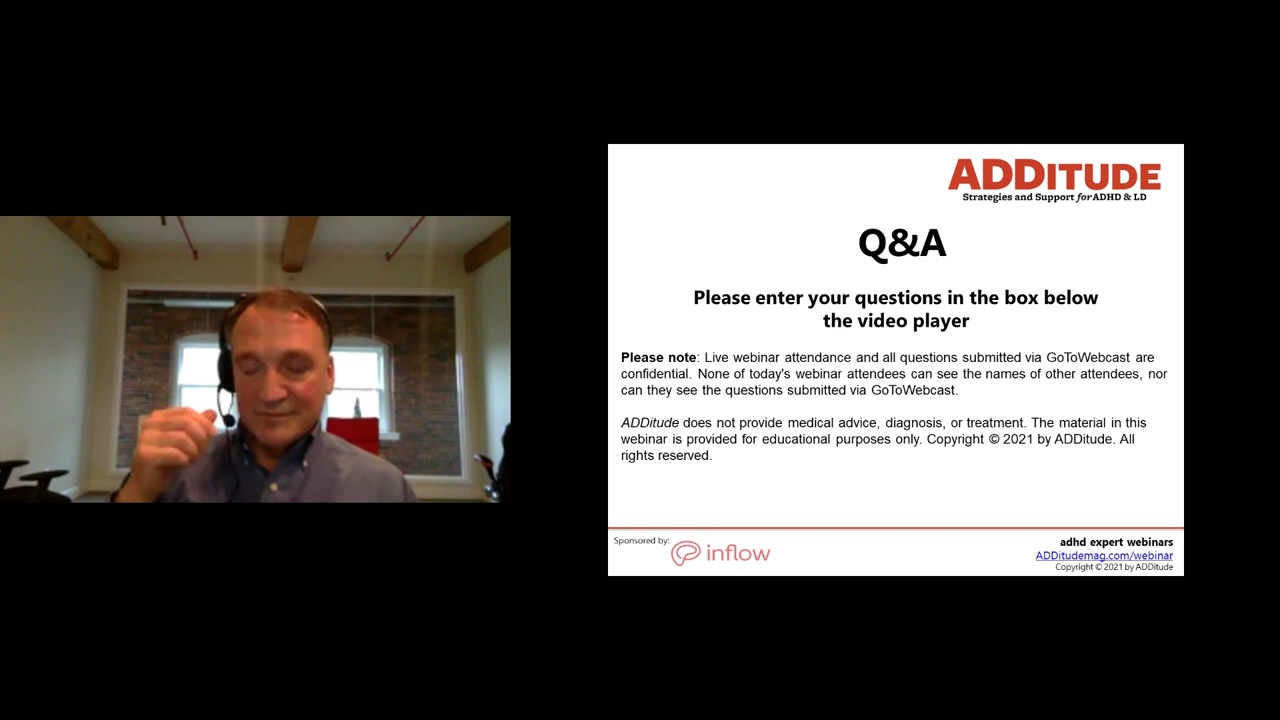 ADDITUDE
Strategies and Support for ADHD & LD
Q&A
Please enter your questions in the box below
the video player
Please note: Live webinar attendance and all questions submitted via GoToWebcast are
confidential. None of today's webinar attendees can see the names of other attendees, nor
can they see the questions submitted via GoToWebcast.
ADDitude does not provide medical advice, diagnosis, or treatment. The material in this
webinar is provided for educational purposes only. Copyright © 2021 by ADDitude. All
rights reserved.
Sponsored by:
inflow
adhd expert webinars
ADDitudemag.com/webinar
Copyright © 2021 by ADDitude